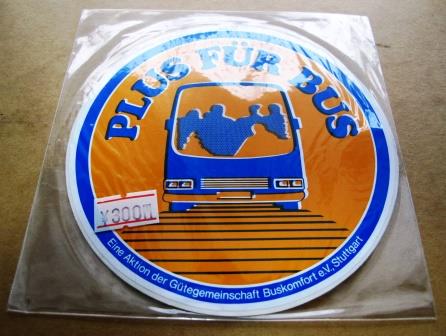 PLUS FÜR BUS
¥300
Eine Aktion der Gütegemeinschaft Buskomfort e.V., Stuttgart